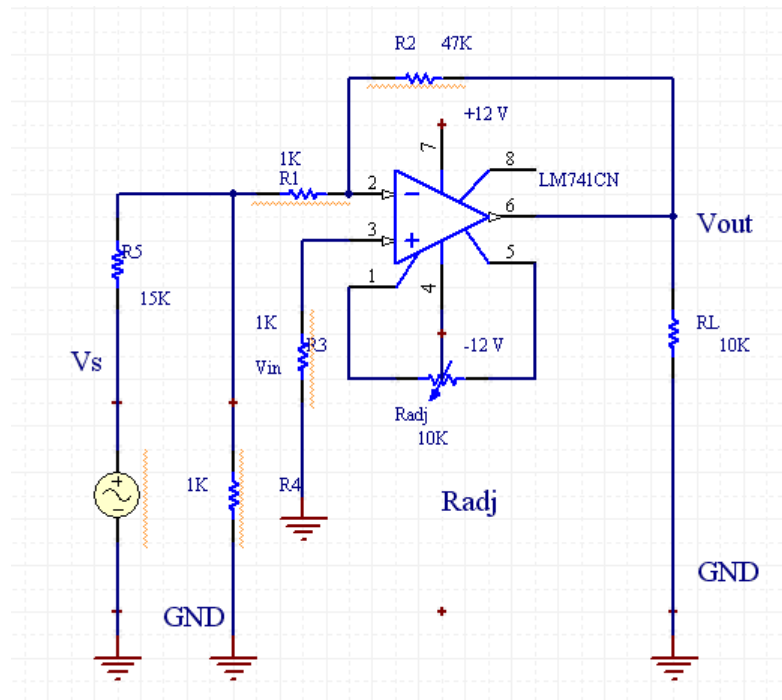 R2 47K
+12 V
7
1K
R1
2
8
LM741CN
6
Vout
3
R5
5
1
4
15K
1K
R3
RL
10K
-12 V
Vs
Vin
Radj
10K
1K
R4
Radj
GND
GND